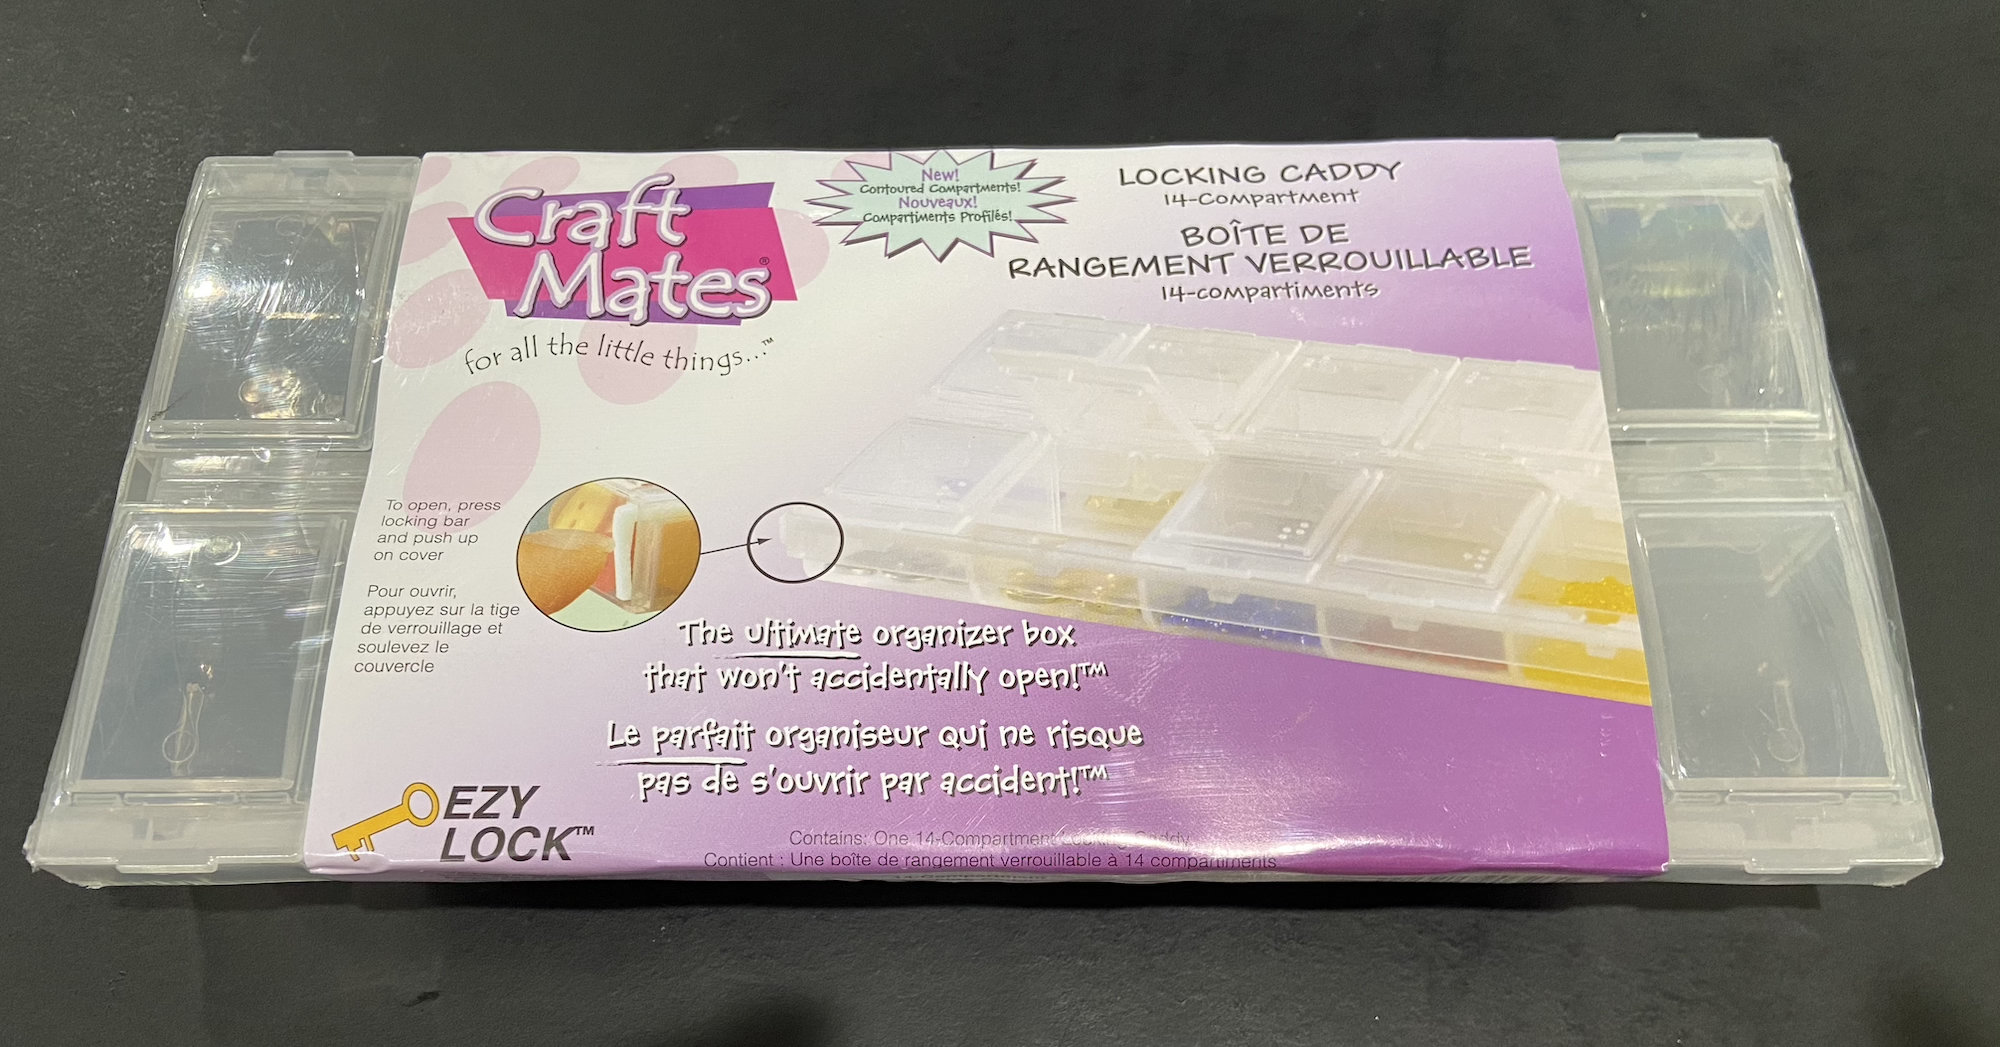 Craft
Mates®
for all the little things...™
New!
Contoured Compartments!
Nouveaux!
Compartiments Profilés!
LOCKING CADDY
14-Compartment
BOÎTE DE
RANGEMENT VERROUILLABLE
14-compartiments
To open, press
locking bar
and push up
on cover
Pour ouvrir,
appuyez sur la tige
de verrouillage et
soulevez le
couvercle
The ultimate organizer box
that won't accidentally open!™
Le parfait organiseur qui ne risque
pas de s'ouvrir par accident!™
EZY
LOCK™
Contains: One 14-Compartment Locking Caddy
Contient : Une boîte de rangement verrouillable à 14 compartiments
14-Compartment